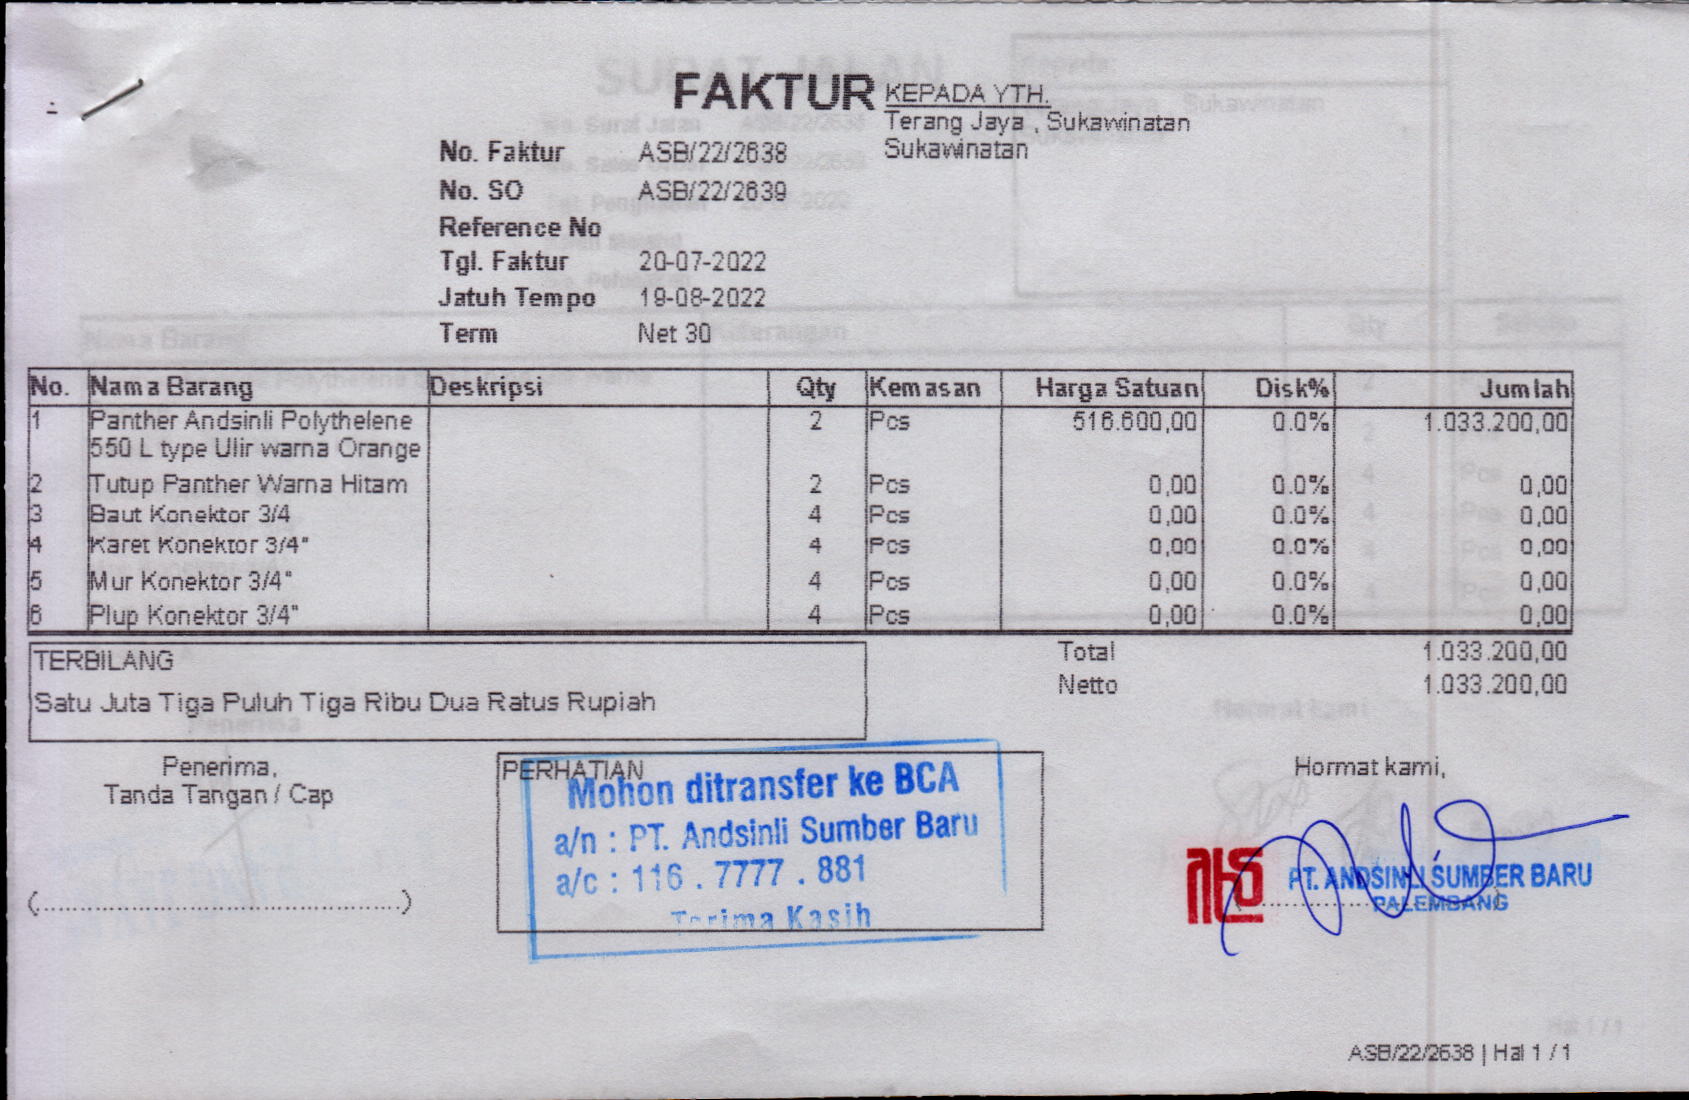 FAKTUR
KEPADA YTH.
Terang Jaya , Sukawinatan
Sukawinatan
No. Faktur ASB/22/2638
No. SO ASB/22/2639
Reference No
Tgl. Faktur 20-07-2022
Jatuh Tempo 19-08-2022
Term Net 30
No. Nama Barang Deskripsi Qty Kemasan Harga Satuan Disk% Jumlah
1 Panther Andsinli Polythelene 2 Pcs 516.600,00 0.0% 1.033.200,00
550 L type Ulir warna Orange
2 Tutup Panther Warna Hitam 2 Pcs 0,00 0.0% 0,00
3 Baut Konektor 3/4 4 Pcs 0,00 0.0% 0,00
4 Karet Konektor 3/4" 4 Pcs 0,00 0.0% 0,00
5 Mur Konektor 3/4" 4 Pcs 0,00 0.0% 0,00
6 Plup Konektor 3/4" 4 Pcs 0,00 0.0% 0,00
Total 1.033.200,00
Netto 1.033.200,00
TERBILANG
Satu Juta Tiga Puluh Tiga Ribu Dua Ratus Rupiah
Penerima,
Tanda Tangan / Cap
(..................................................)
PERHATIAN
Mohon ditransfer ke BCA
a/n : PT. Andsinli Sumber Baru
a/c : 116 . 7777 . 881
Terima Kasih
Hormat kami,
PT. ANDSINLI SUMBER BARU
PALEMBANG
ASB/22/2638 | Hal 1 / 1